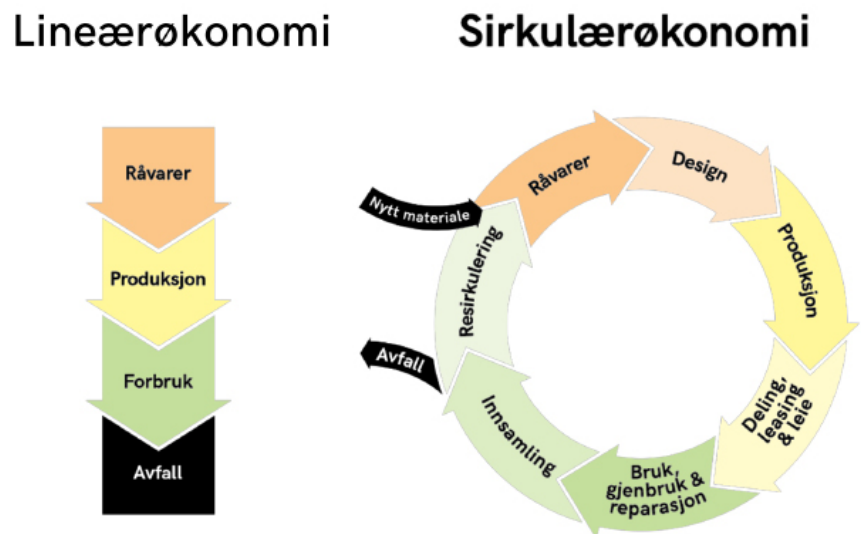 Lineærøkonomi
Råvarer
Produksjon
Forbruk
Avfall
Sirkulærøkonomi
Råvarer
Design
Produksjon
Deling,
leasing
& leie
Bruk,
gjenbruk &
reparasjon
Innsamling
Avfall
Resirkulering
Nytt materiale